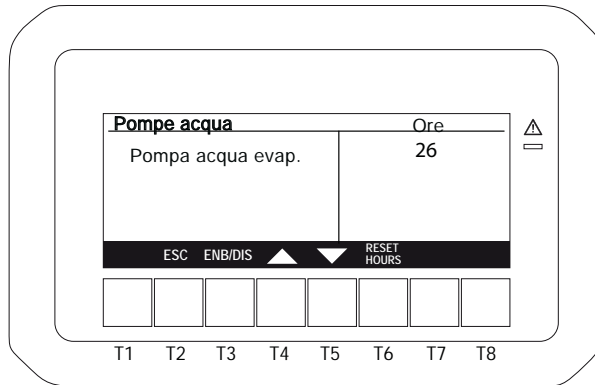 Pompe acqua Ore
Pompa acqua evap. 26
ESC ENB/DIS RESET HOURS
T1 T2 T3 T4 T5 T6 T7 T8